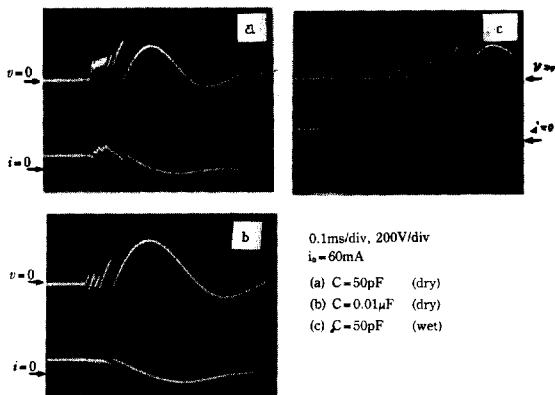 a
c
v=0
i=0
b
v=0
i=0
0.1ms/div, 200V/div
i₀=60mA
(a) C=50pF (dry)
(b) C=0.01μF (dry)
(c) C=50pF (wet)